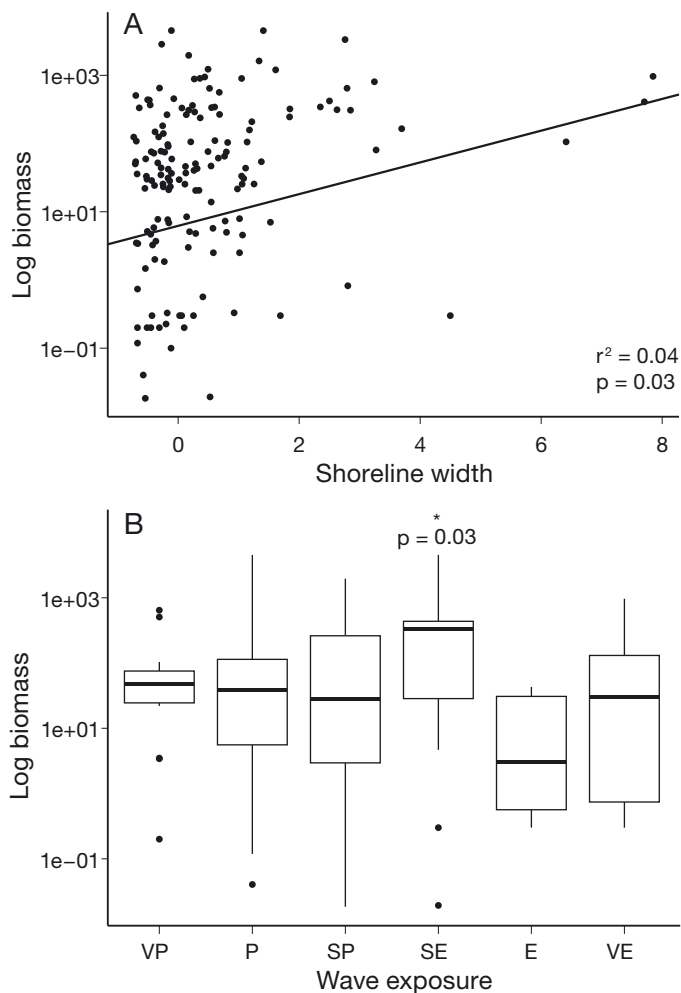 A
1e+03
1e+01
1e−01
Log biomass
r² = 0.04
p = 0.03
0 2 4 6 8
Shoreline width
B
*
p = 0.03
1e+03
1e+01
1e−01
Log biomass
VP P SP SE E VE
Wave exposure